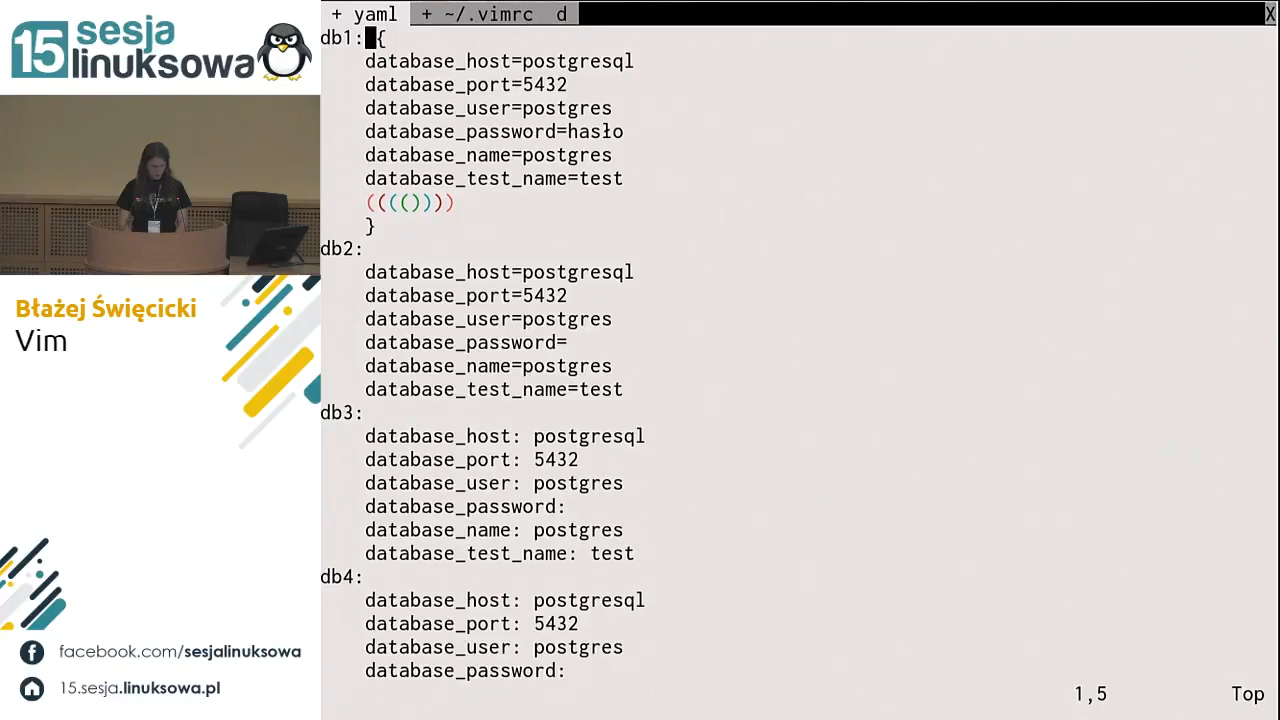 15 sesja
linuksowa
Błażej Święcicki
Vim
facebook.com/sesjalinuksowa
15.sesja.linuksowa.pl
+ yaml + ~/.vimrc d X
db1: {
database_host=postgresql
database_port=5432
database_user=postgres
database_password=hasło
database_name=postgres
database_test_name=test
((((())))
}
db2:
database_host=postgresql
database_port=5432
database_user=postgres
database_password=
database_name=postgres
database_test_name=test
db3:
database_host: postgresql
database_port: 5432
database_user: postgres
database_password:
database_name: postgres
database_test_name: test
db4:
database_host: postgresql
database_port: 5432
database_user: postgres
database_password:
1,5 Top